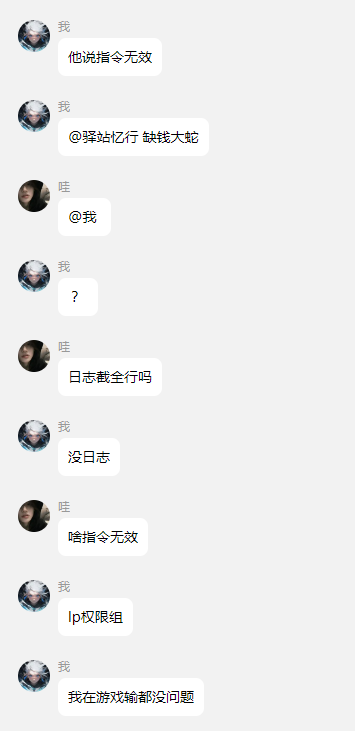 我
他说指令无效
我
@驿站忆行 缺钱大蛇
哇
@我
我
？
哇
日志截全行吗
我
没日志
哇
啥指令无效
我
lp权限组
我
我在游戏输都没问题